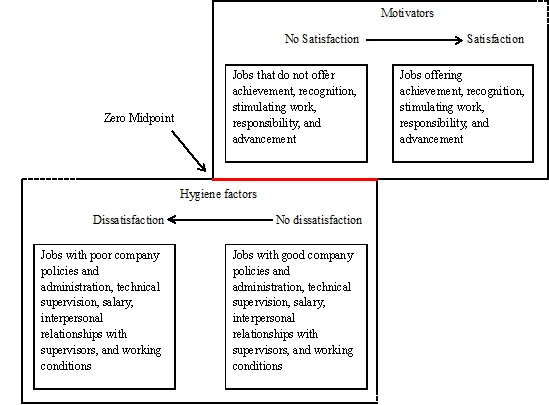 Motivators
No Satisfaction
Satisfaction
Jobs that do not offer
achievement, recognition,
stimulating work,
responsibility, and
advancement
Jobs offering
achievement, recognition,
stimulating work,
responsibility, and
advancement
Zero Midpoint
Hygiene factors
Dissatisfaction
No dissatisfaction
Jobs with poor company
policies and
administration, technical
supervision, salary,
interpersonal
relationships with
supervisors, and working
conditions
Jobs with good company
policies and
administration, technical
supervision, salary,
interpersonal
relationships with
supervisors, and working
conditions